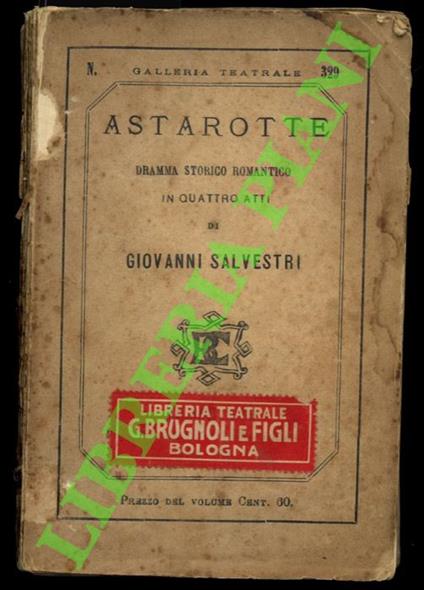 N. GALLERIA TEATRALE 329
ASTAROTTE
DRAMMA STORICO ROMANTICO
IN QUATTRO ATTI
DI
GIOVANNI SALVESTRI
LIBRERIA TEATRALE
G. BRUGNOLI E FIGLI
BOLOGNA
PREZZO DEL VOLUME CENT. 60.
LIBRERIA PIANI